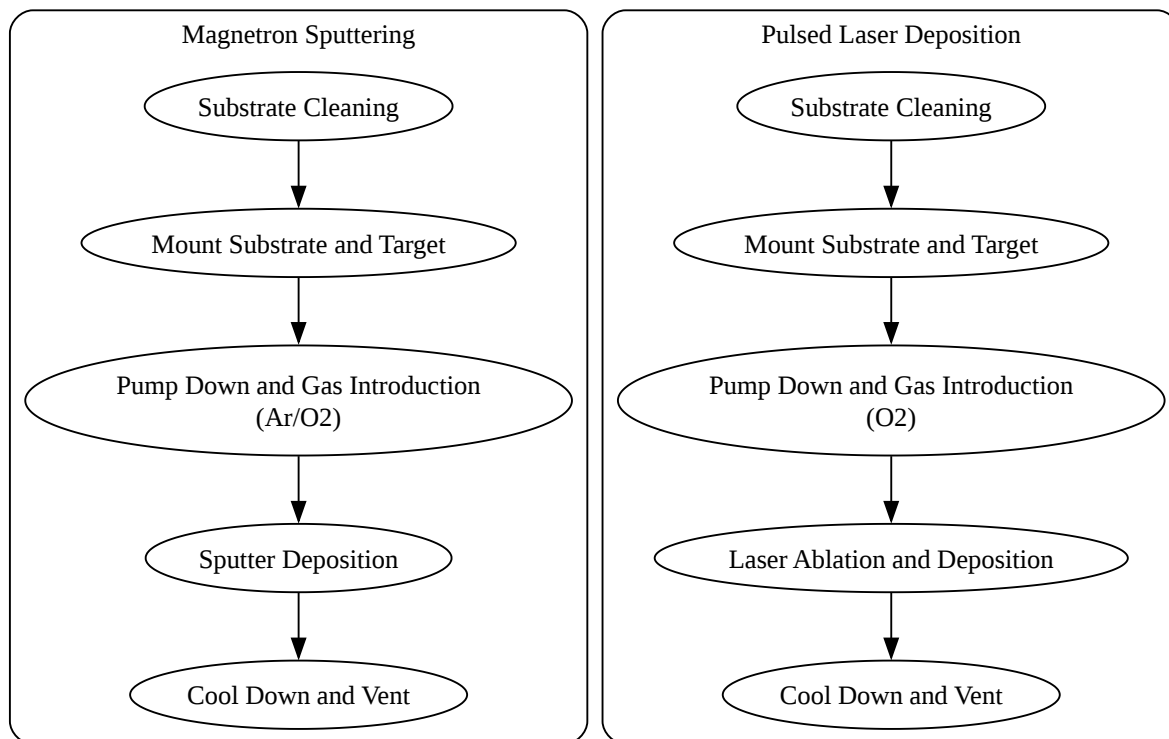 Magnetron Sputtering
Substrate Cleaning
Mount Substrate and Target
Pump Down and Gas Introduction
(Ar/O2)
Sputter Deposition
Cool Down and Vent
Pulsed Laser Deposition
Substrate Cleaning
Mount Substrate and Target
Pump Down and Gas Introduction
(O2)
Laser Ablation and Deposition
Cool Down and Vent